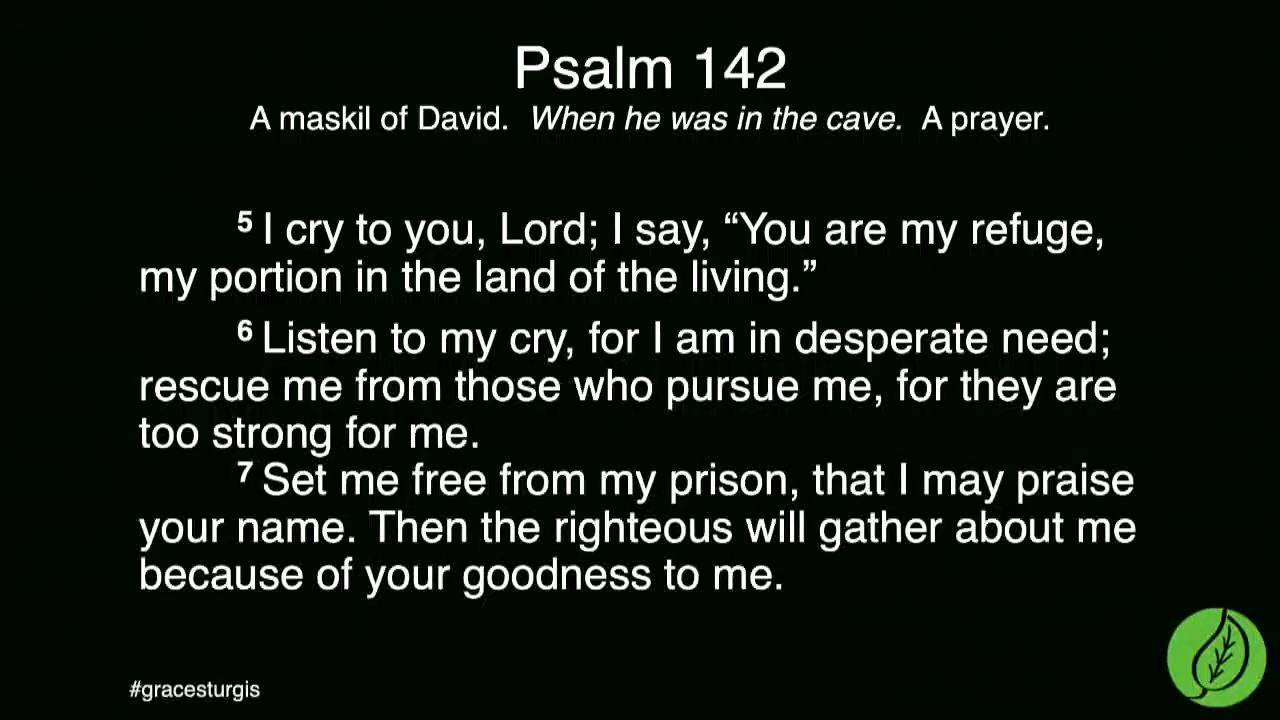 Psalm 142
A maskil of David.  When he was in the cave.  A prayer.
5 I cry to you, Lord; I say, “You are my refuge,
my portion in the land of the living.”
6 Listen to my cry, for I am in desperate need;
rescue me from those who pursue me, for they are
too strong for me.
7 Set me free from my prison, that I may praise
your name. Then the righteous will gather about me
because of your goodness to me.
#gracesturgis